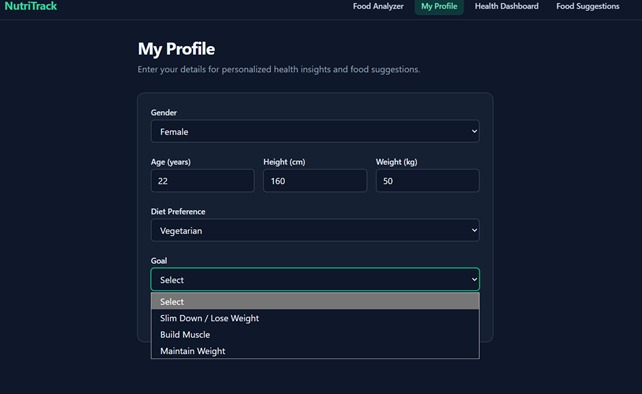 NutriTrack
Food Analyzer My Profile Health Dashboard Food Suggestions
My Profile
Enter your details for personalized health insights and food suggestions.
Gender
Female
Age (years) Height (cm) Weight (kg)
22 160 50
Diet Preference
Vegetarian
Goal
Select
Select
Slim Down / Lose Weight
Build Muscle
Maintain Weight